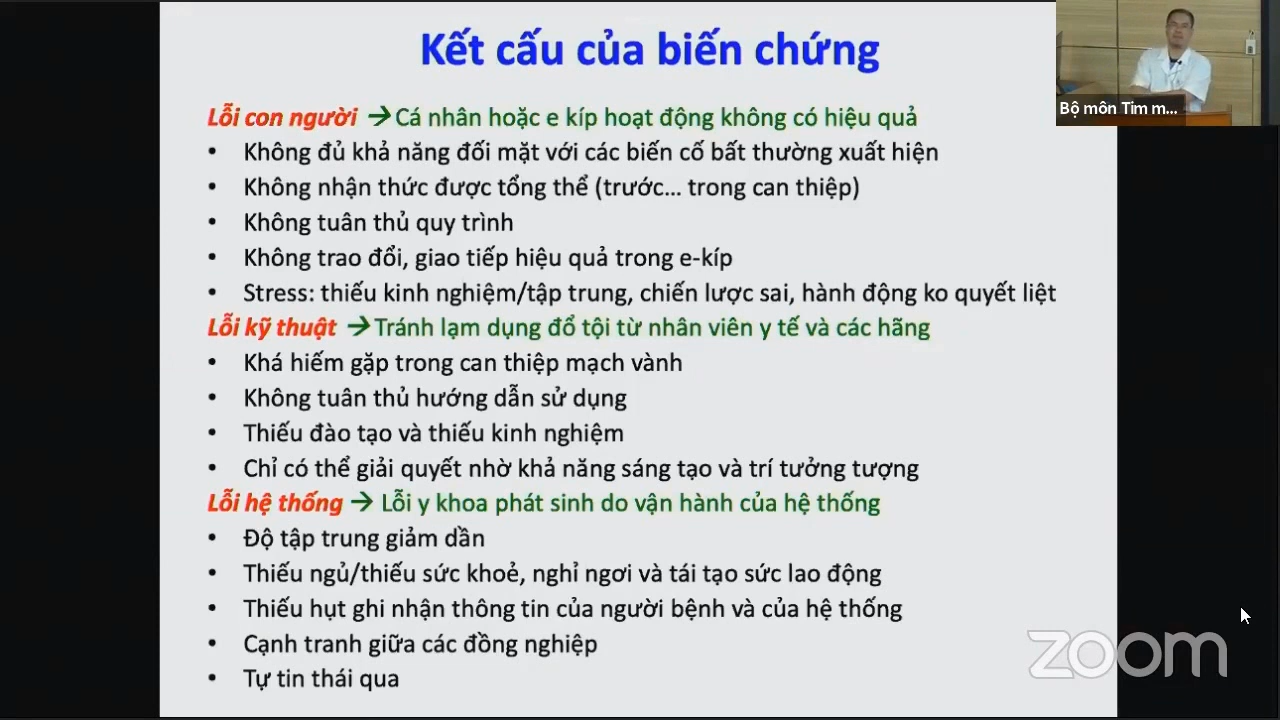 Kết cấu của biến chứng
Bộ môn Tim m...
Lỗi con người → Cá nhân hoặc e kíp hoạt động không có hiệu quả
• Không đủ khả năng đối mặt với các biến cố bất thường xuất hiện
• Không nhận thức được tổng thể (trước... trong can thiệp)
• Không tuân thủ quy trình
• Không trao đổi, giao tiếp hiệu quả trong e-kíp
• Stress: thiếu kinh nghiệm/tập trung, chiến lược sai, hành động ko quyết liệt
Lỗi kỹ thuật → Tránh lạm dụng đổ tội từ nhân viên y tế và các hãng
• Khá hiếm gặp trong can thiệp mạch vành
• Không tuân thủ hướng dẫn sử dụng
• Thiếu đào tạo và thiếu kinh nghiệm
• Chỉ có thể giải quyết nhờ khả năng sáng tạo và trí tưởng tượng
Lỗi hệ thống → Lỗi y khoa phát sinh do vận hành của hệ thống
• Độ tập trung giảm dần
• Thiếu ngủ/thiếu sức khoẻ, nghỉ ngơi và tái tạo sức lao động
• Thiếu hụt ghi nhận thông tin của người bệnh và của hệ thống
• Cạnh tranh giữa các đồng nghiệp
• Tự tin thái qua
zoom